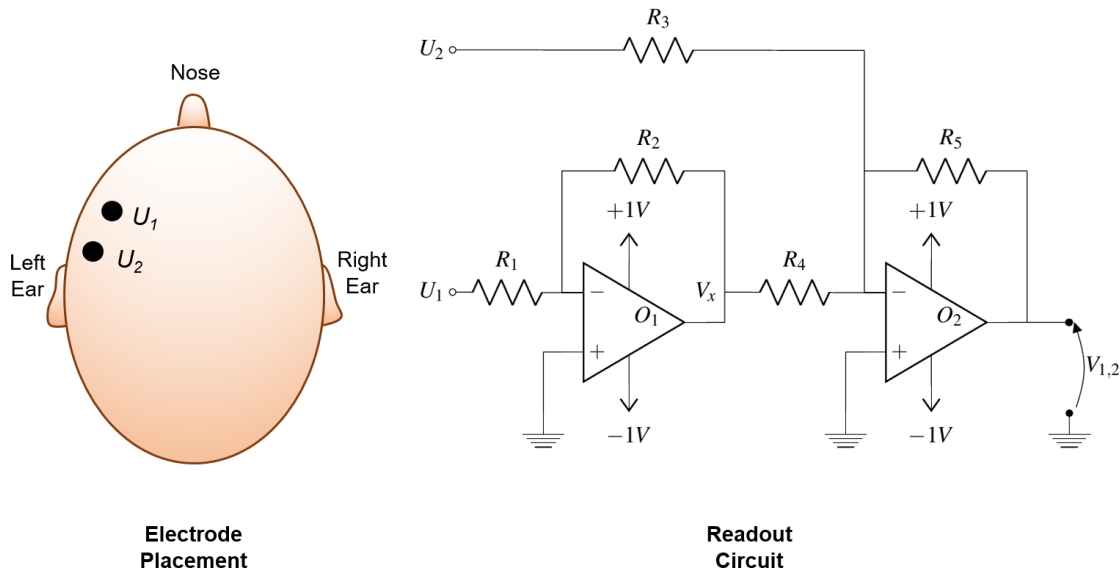 Nose
U1
U2
Left
Ear
Right
Ear
Electrode
Placement
U2
R3
R2
R5
+1V
+1V
U1
R1
−
O1
+
Vx
R4
−
O2
+
V1,2
−1V
−1V
Readout
Circuit